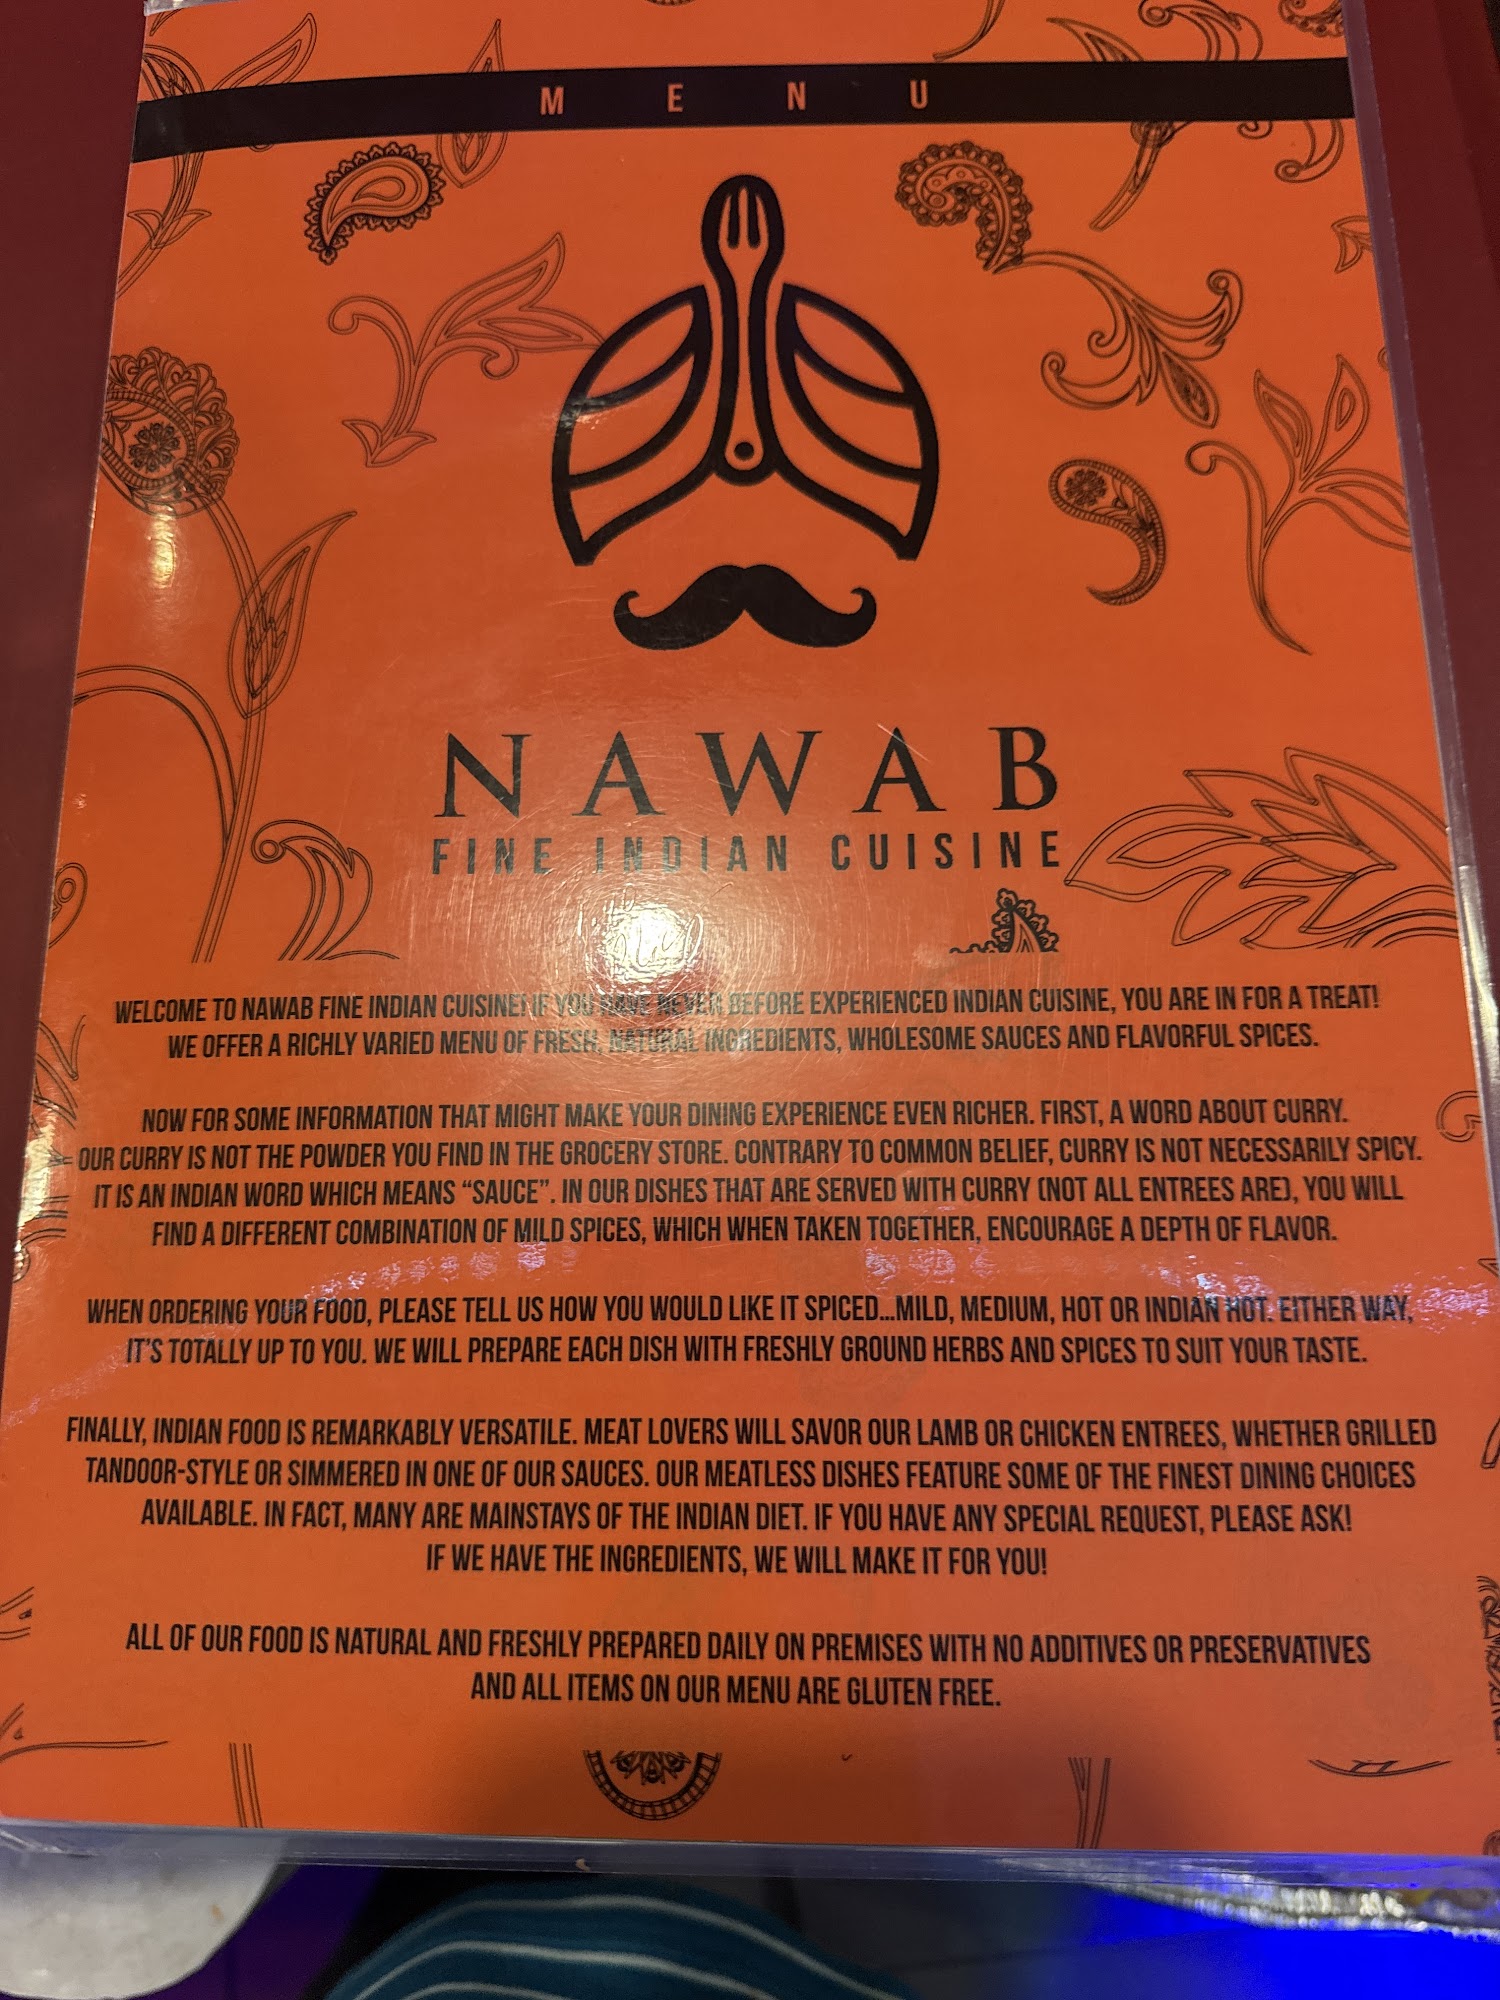 MENU
NAWAB
FINE INDIAN CUISINE
WELCOME TO NAWAB FINE INDIAN CUISINE! IF YOU HAVE NEVER BEFORE EXPERIENCED INDIAN CUISINE, YOU ARE IN FOR A TREAT!
WE OFFER A RICHLY VARIED MENU OF FRESH, NATURAL INGREDIENTS, WHOLESOME SAUCES AND FLAVORFUL SPICES.
NOW FOR SOME INFORMATION THAT MIGHT MAKE YOUR DINING EXPERIENCE EVEN RICHER. FIRST, A WORD ABOUT CURRY.
OUR CURRY IS NOT THE POWDER YOU FIND IN THE GROCERY STORE. CONTRARY TO COMMON BELIEF, CURRY IS NOT NECESSARILY SPICY.
IT IS AN INDIAN WORD WHICH MEANS “SAUCE”. IN OUR DISHES THAT ARE SERVED WITH CURRY (NOT ALL ENTREES ARE), YOU WILL
FIND A DIFFERENT COMBINATION OF MILD SPICES, WHICH WHEN TAKEN TOGETHER, ENCOURAGE A DEPTH OF FLAVOR.
WHEN ORDERING YOUR FOOD, PLEASE TELL US HOW YOU WOULD LIKE IT SPICED...MILD, MEDIUM, HOT OR INDIAN HOT. EITHER WAY,
IT'S TOTALLY UP TO YOU. WE WILL PREPARE EACH DISH WITH FRESHLY GROUND HERBS AND SPICES TO SUIT YOUR TASTE.
FINALLY, INDIAN FOOD IS REMARKABLY VERSATILE. MEAT LOVERS WILL SAVOR OUR LAMB OR CHICKEN ENTREES, WHETHER GRILLED
TANDOOR-STYLE OR SIMMERED IN ONE OF OUR SAUCES. OUR MEATLESS DISHES FEATURE SOME OF THE FINEST DINING CHOICES
AVAILABLE. IN FACT, MANY ARE MAINSTAYS OF THE INDIAN DIET. IF YOU HAVE ANY SPECIAL REQUEST, PLEASE ASK!
IF WE HAVE THE INGREDIENTS, WE WILL MAKE IT FOR YOU!
ALL OF OUR FOOD IS NATURAL AND FRESHLY PREPARED DAILY ON PREMISES WITH NO ADDITIVES OR PRESERVATIVES
AND ALL ITEMS ON OUR MENU ARE GLUTEN FREE.